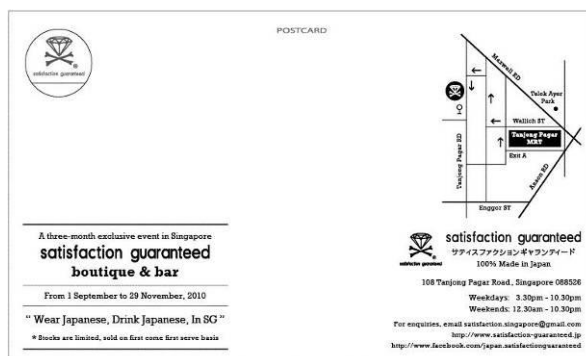 POSTCARD
satisfaction guaranteed
Maxwell RD
Telok Ayer
Park
Wallich ST
Tanjong Pagar
MRT
Exit A
Tanjong Pagar RD
Anson RD
Enggor ST
A three-month exclusive event in Singapore
satisfaction guaranteed
boutique & bar
From 1 September to 29 November, 2010
“ Wear Japanese, Drink Japanese, In SG ”
* Stocks are limited, sold on first come first serve basis
satisfaction guaranteed
satisfaction guaranteed
サティスファクションギャランティード
100% Made in Japan
108 Tanjong Pagar Road, Singapore 088526
Weekdays: 3.30pm - 10.30pm
Weekends: 12.30am - 10.30pm
For enquiries, email satisfaction.singapore@gmail.com
http://www.satisfaction-guaranteed.jp
http://www.facebook.com/japan.satisfactionguaranteed